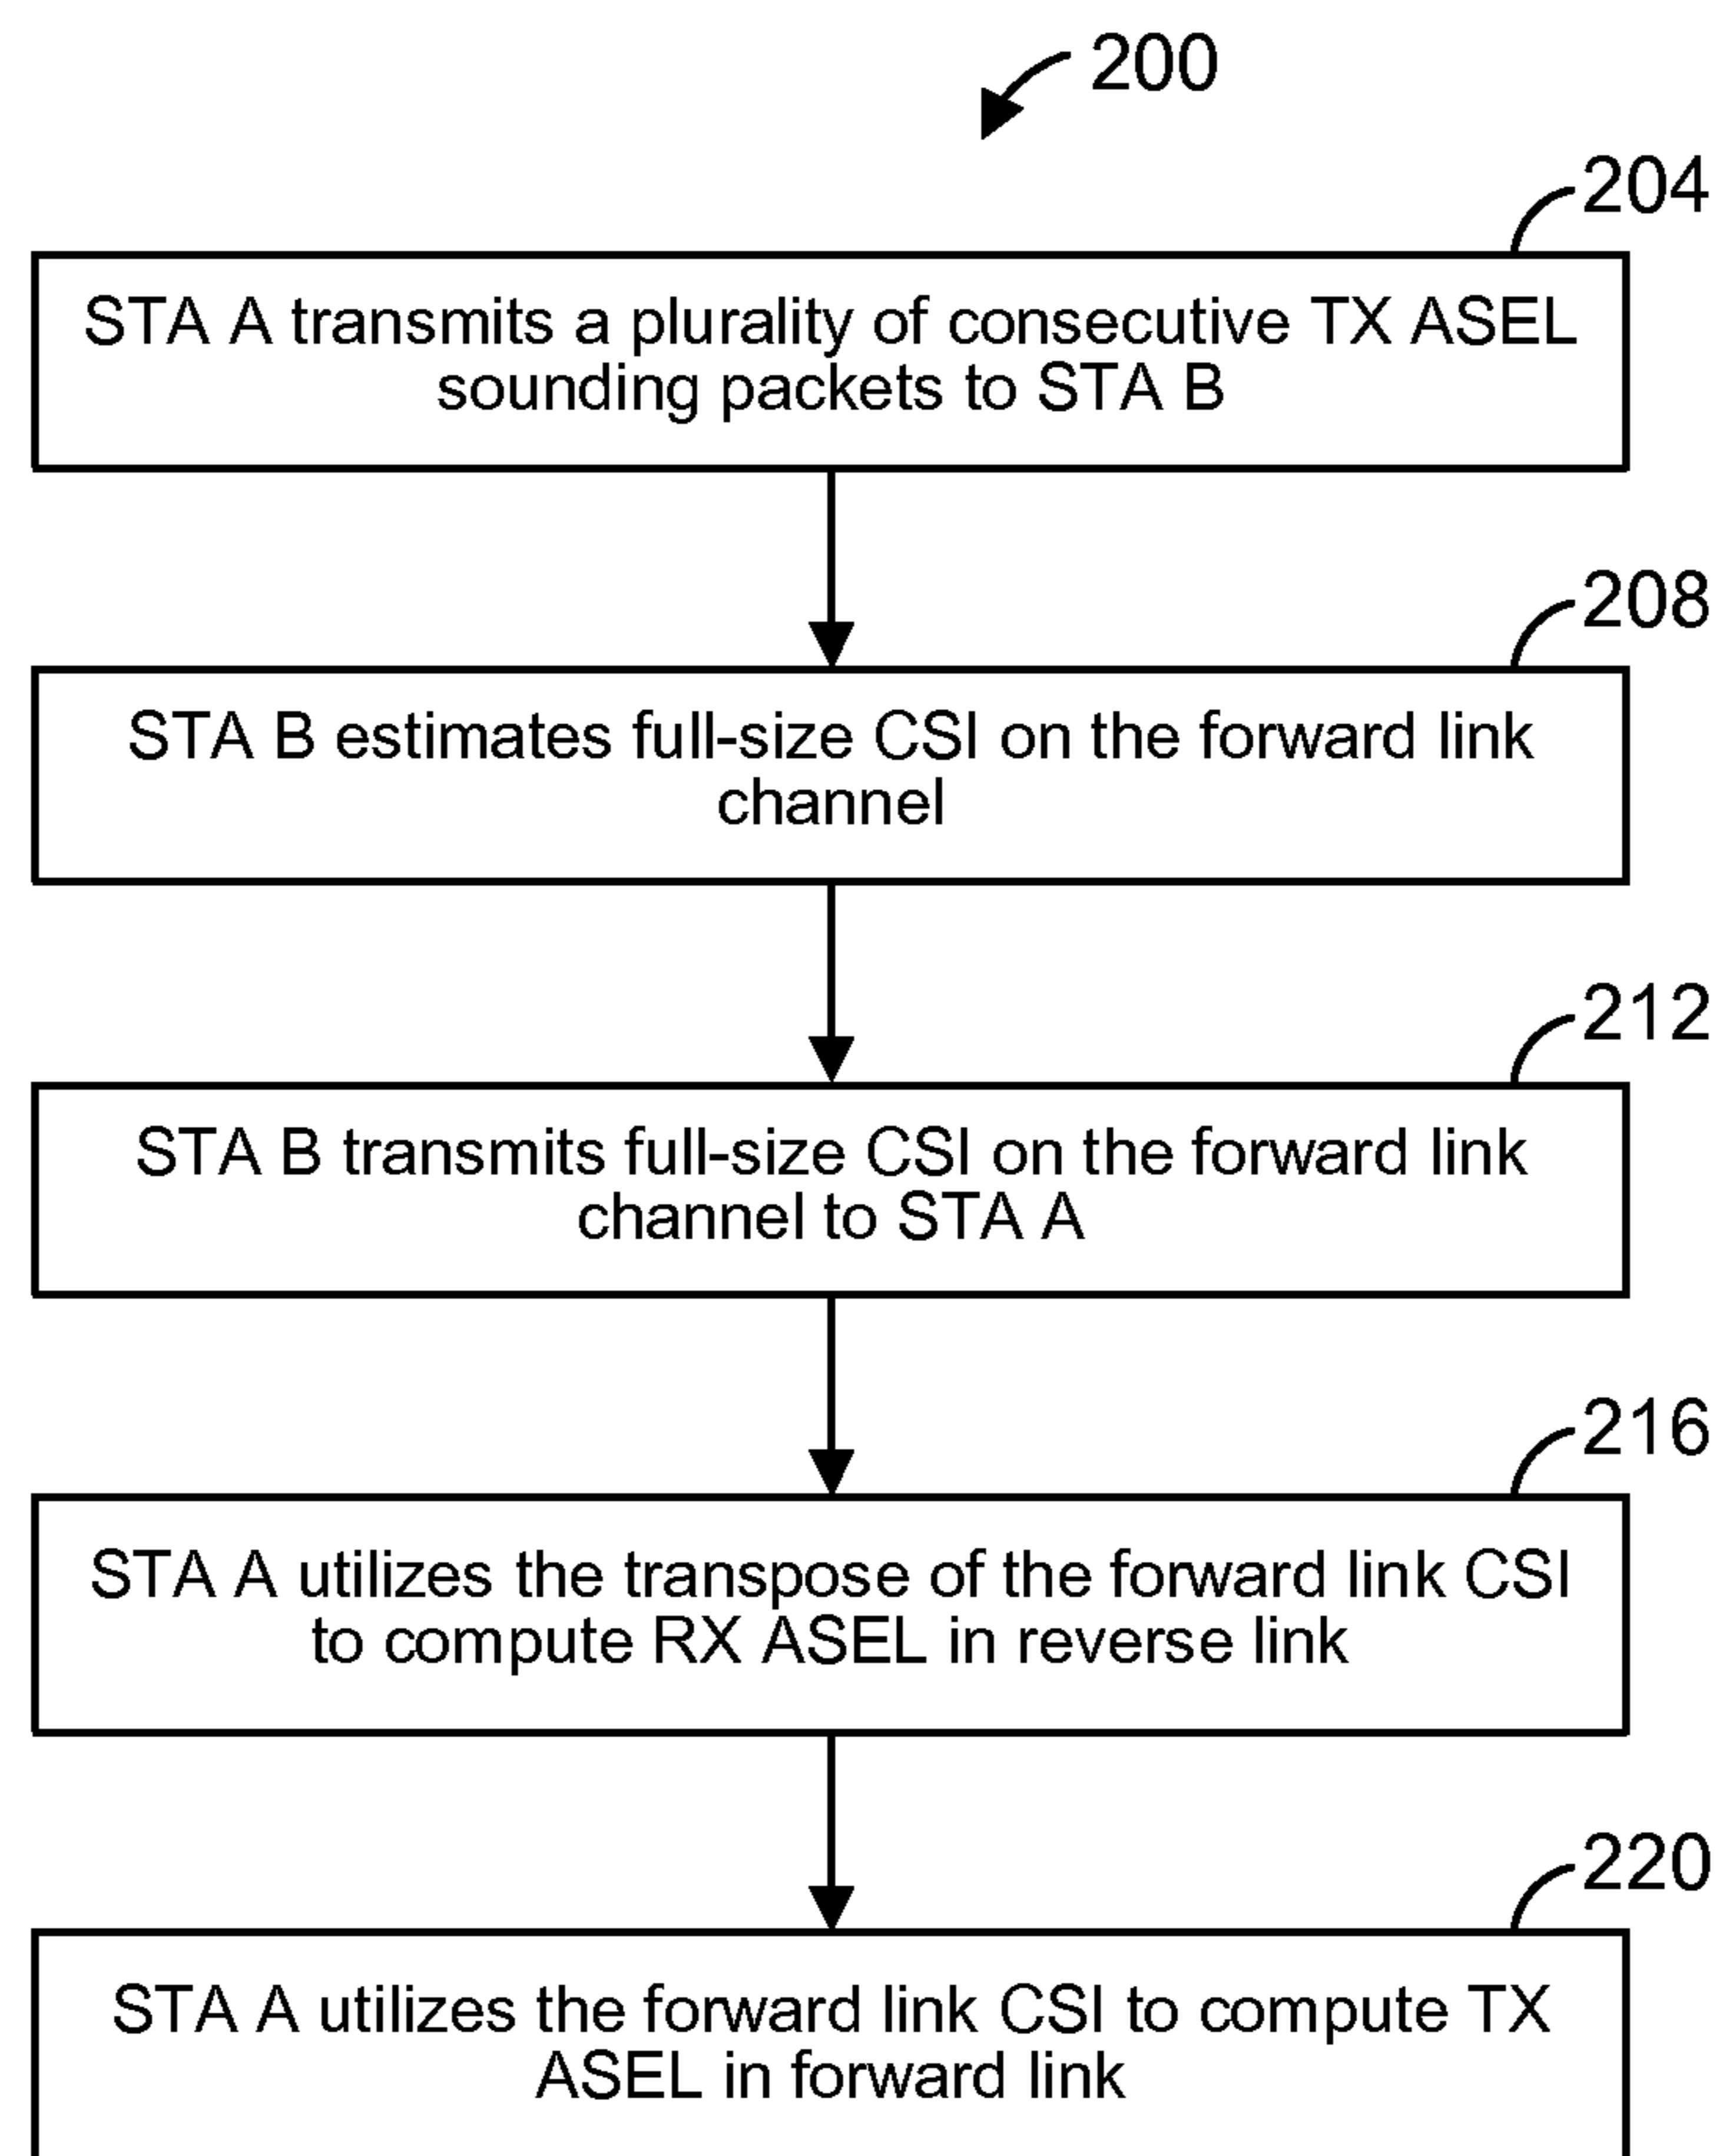 200
204
STA A transmits a plurality of consecutive TX ASEL
sounding packets to STA B
208
STA B estimates full-size CSI on the forward link
channel
212
STA B transmits full-size CSI on the forward link
channel to STA A
216
STA A utilizes the transpose of the forward link CSI
to compute RX ASEL in reverse link
220
STA A utilizes the forward link CSI to compute TX
ASEL in forward link